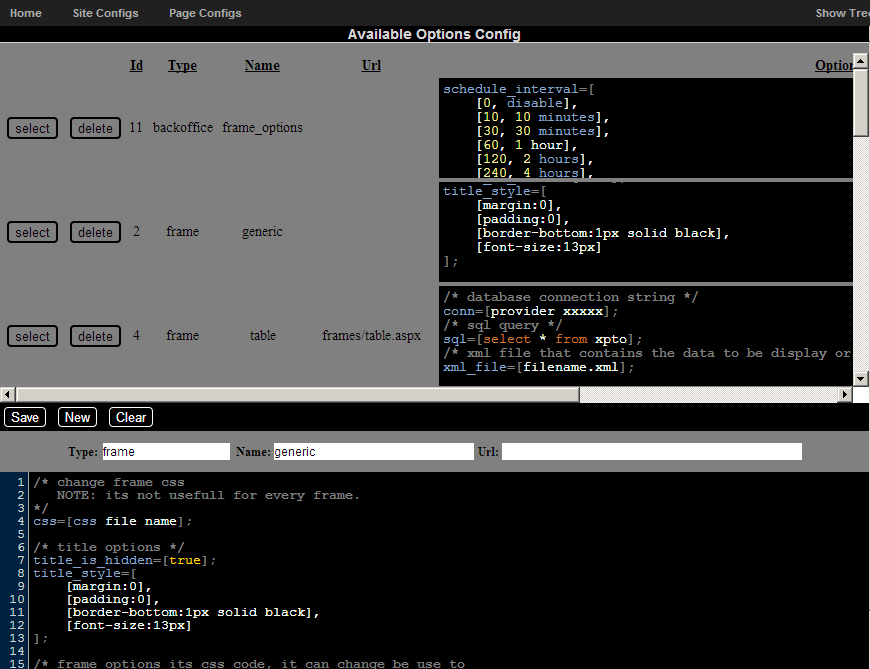 Home Site Configs Page Configs Show Tree
Available Options Config
Id Type Name Url Option
select delete 11 backoffice frame_options
schedule_interval=[
[0, disable],
[10, 10 minutes],
[30, 30 minutes],
[60, 1 hour],
[120, 2 hours],
[240, 4 hours],
select delete 2 frame generic
title_style=[
[margin:0],
[padding:0],
[border-bottom:1px solid black],
[font-size:13px]
];
select delete 4 frame table frames/table.aspx
/* database connection string */
conn=[provider xxxxx];
/* sql query */
sql=[select * from xpto];
/* xml file that contains the data to be display or
xml_file=[filename.xml];
Save New Clear
Type: frame Name: generic Url:
1 /* change frame css
2 NOTE: its not usefull for every frame.
3 */
4 css=[css file name];
5
6 /* title options */
7 title_is_hidden=[true];
8 title_style=[
9 [margin:0],
10 [padding:0],
11 [border-bottom:1px solid black],
12 [font-size:13px]
13 ];
14
15 /* frame options its css code, it can change be use to